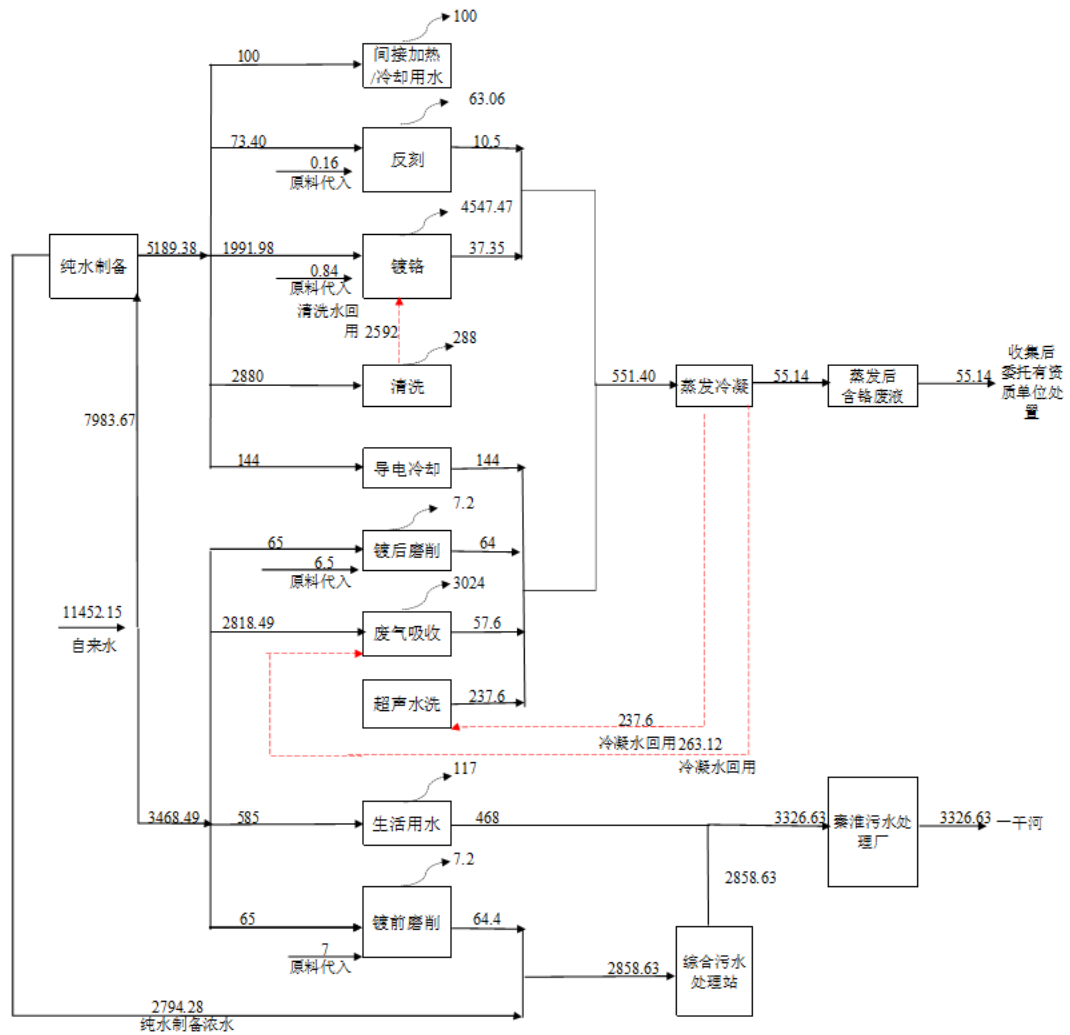 100
100
间接加热
/冷却用水
63.06
73.40
反刻
10.5
0.16
原料代入
4547.47
纯水制备
5189.38
1991.98
镀铬
37.35
0.84
原料代入
清洗水回
用
2592
288
2880
清洗
551.40
蒸发冷凝
55.14
蒸发后
含铬废液
55.14
收集后
委托有资
质单位处
置
7983.67
144
导电冷却
144
7.2
65
镀后磨削
64
6.5
原料代入
3024
11452.15
自来水
2818.49
废气吸收
57.6
超声水洗
237.6
237.6
冷凝水回用
263.12
冷凝水回用
117
3468.49
585
生活用水
468
3326.63
秦淮污水处
理厂
3326.63
一干河
7.2
2858.63
65
镀前磨削
64.4
7
原料代入
2858.63
综合污水
处理站
2794.28
纯水制备浓水